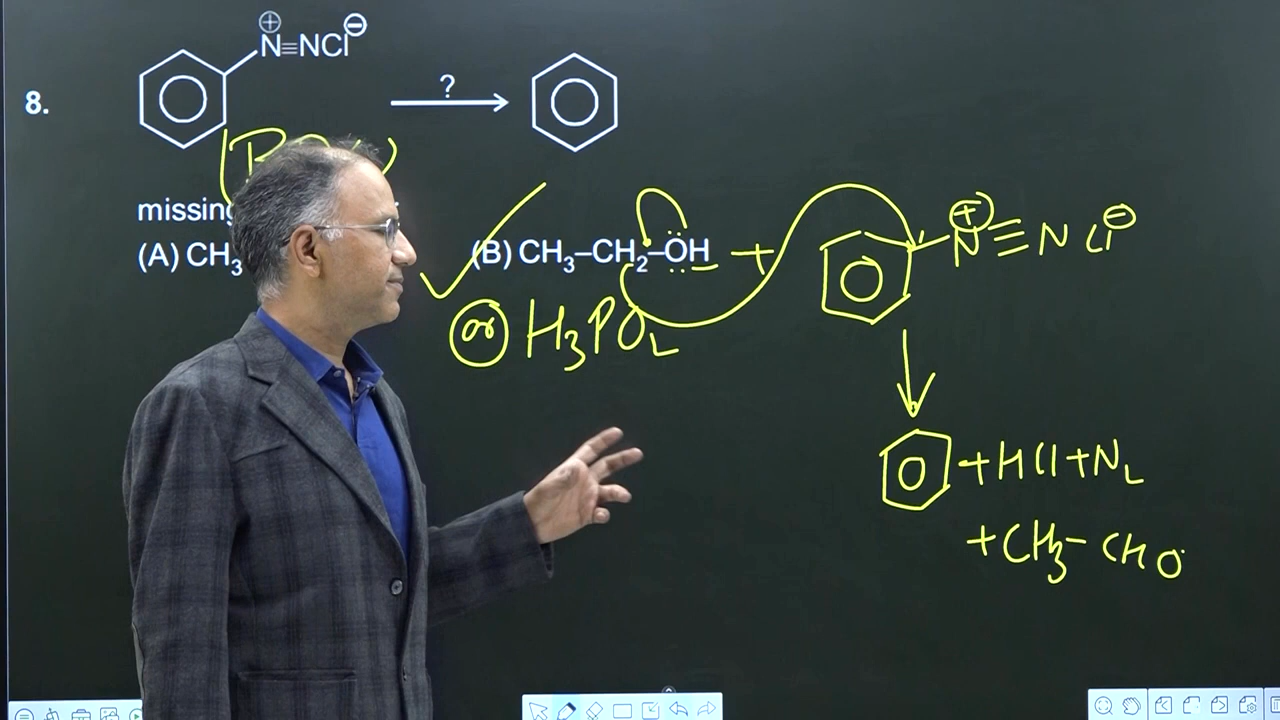 ⊕ ⊖
N≡NCl
8.
?
missing
(A) CH3
(B) CH3–CH2–ÖH +
⊕ ⊖
N≡N Cl
or H3PO2
+ HCl + N2
+ CH3–CHO